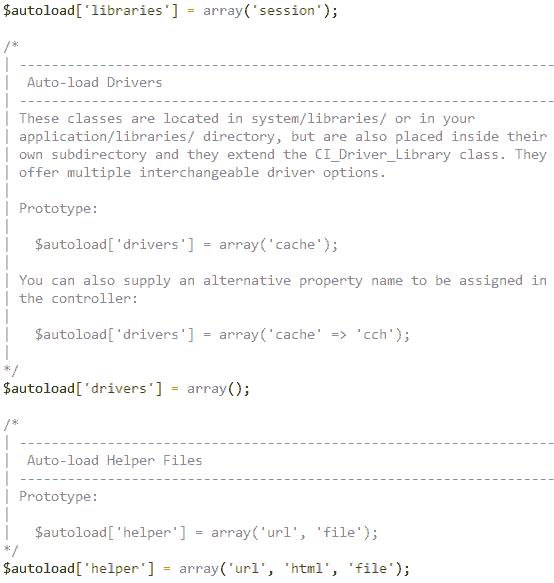 $autoload['libraries'] = array('session');
/*
| -------------------------------------------------------------------
|  Auto-load Drivers
| -------------------------------------------------------------------
| These classes are located in system/libraries/ or in your
| application/libraries/ directory, but are also placed inside their
| own subdirectory and they extend the CI_Driver_Library class. They
| offer multiple interchangeable driver options.
|
| Prototype:
|
|   $autoload['drivers'] = array('cache');
|
| You can also supply an alternative property name to be assigned in
| the controller:
|
|   $autoload['drivers'] = array('cache' => 'cch');
|
*/
$autoload['drivers'] = array();
/*
| -------------------------------------------------------------------
|  Auto-load Helper Files
| -------------------------------------------------------------------
| Prototype:
|
|   $autoload['helper'] = array('url', 'file');
*/
$autoload['helper'] = array('url', 'html', 'file');